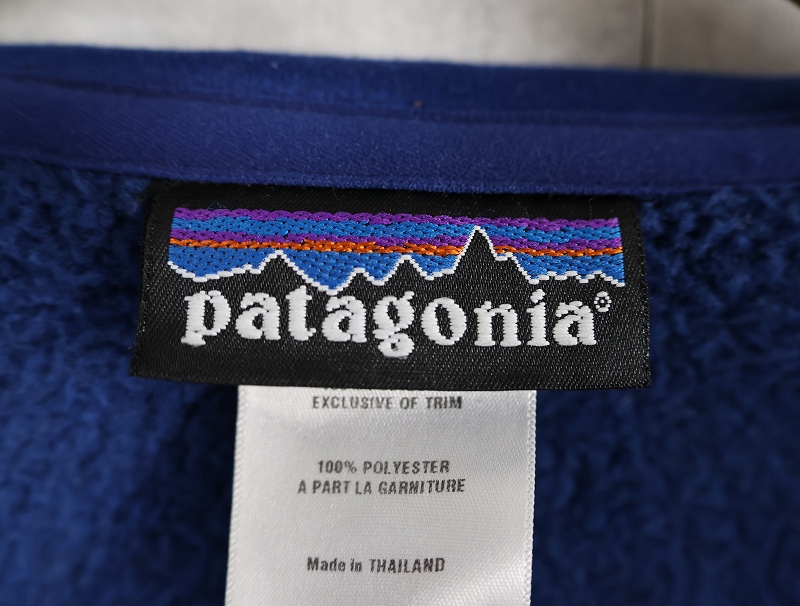 patagonia®
EXCLUSIVE OF TRIM
100% POLYESTER
A PART LA GARNITURE
Made in THAILAND